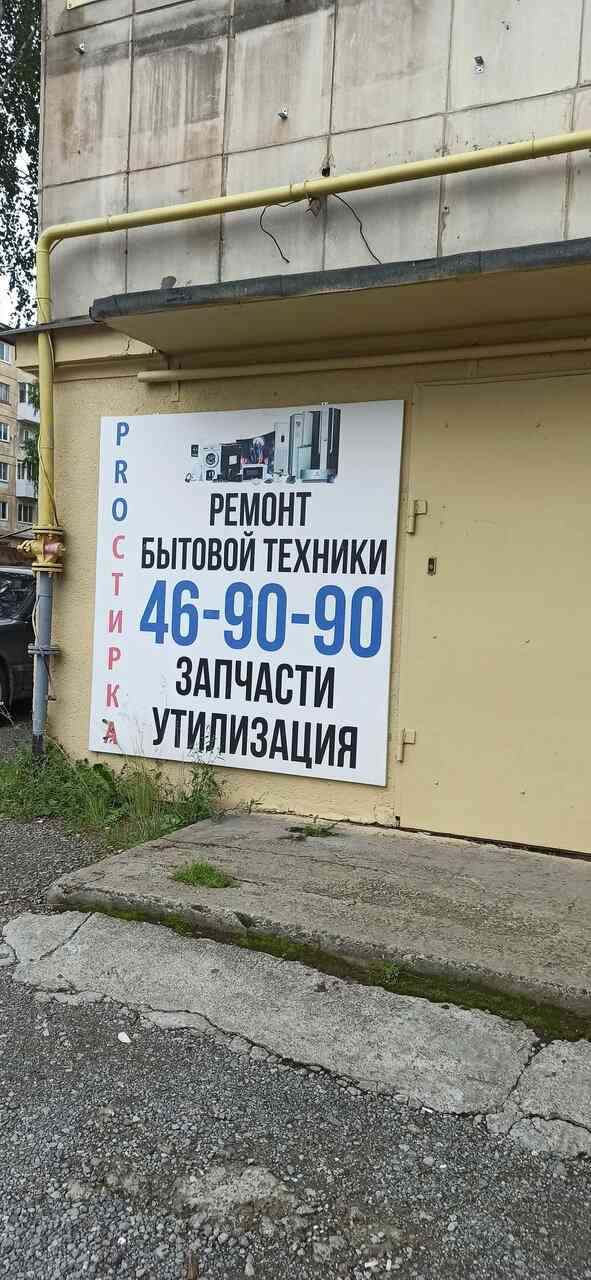 PROСТИРКА
РЕМОНТ
БЫТОВОЙ ТЕХНИКИ
46-90-90
ЗАПЧАСТИ
УТИЛИЗАЦИЯ